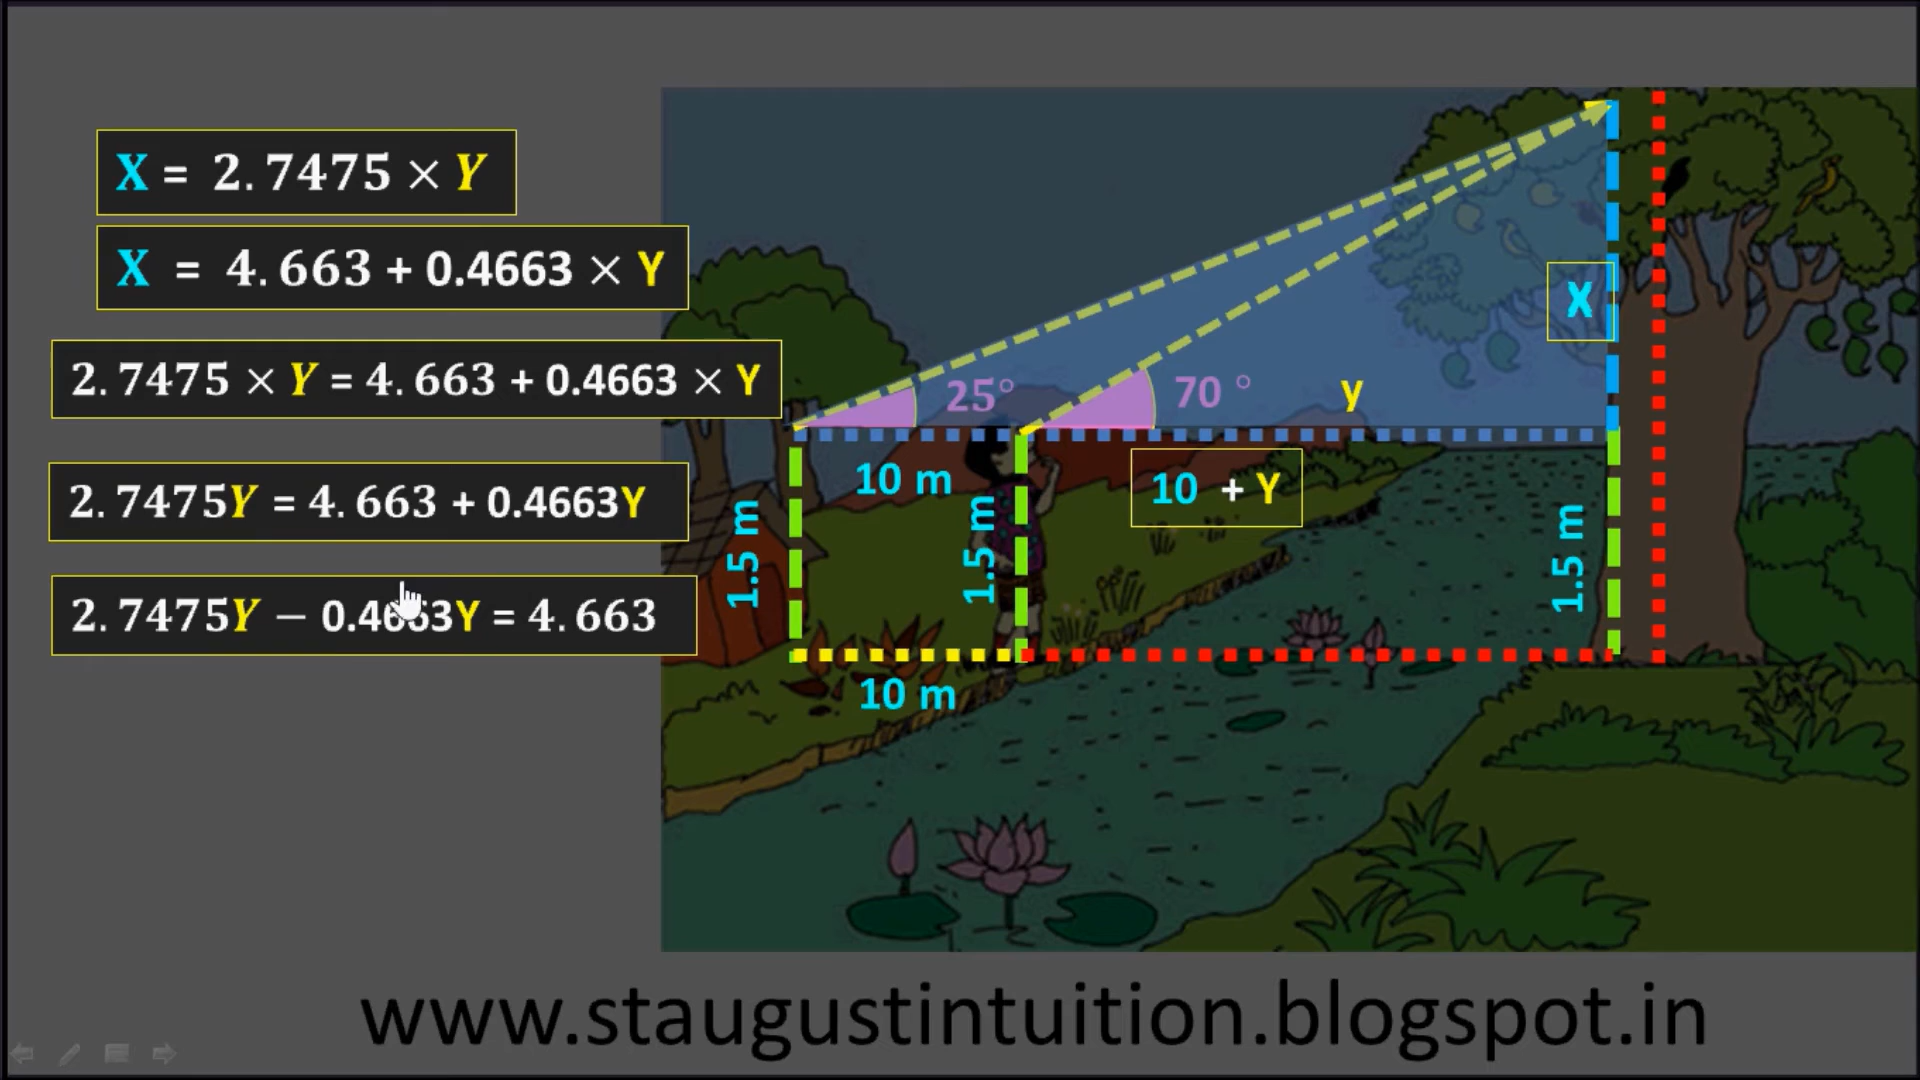 X = 2.7475 × Y
X = 4.663 + 0.4663 × Y
2.7475 × Y = 4.663 + 0.4663 × Y
2.7475Y = 4.663 + 0.4663Y
2.7475Y − 0.4663Y = 4.663
X
25°
70 °
y
10 m
10 + Y
1.5 m
1.5 m
1.5 m
10 m
www.staugustintuition.blogspot.in